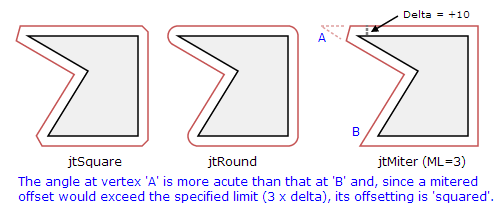 Delta = +10
A
B
jtSquare
jtRound
jtMiter (ML=3)
The angle at vertex 'A' is more acute than that at 'B' and, since a mitered
offset would exceed the specified limit (3 x delta), its offsetting is 'squared'.